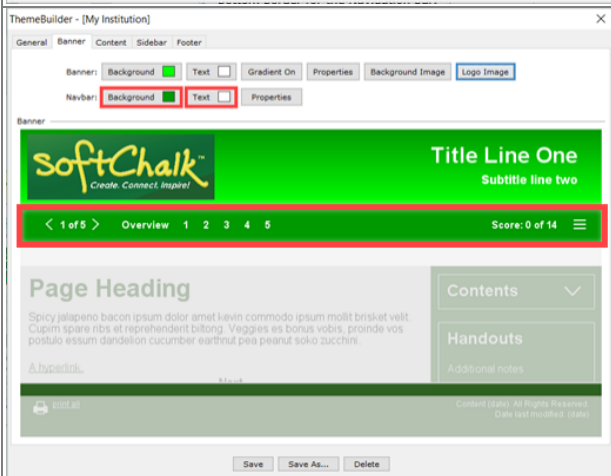 ThemeBuilder - [My Institution]
General Banner Content Sidebar Footer
Banner: Background Text Gradient On Properties Background Image Logo Image
Navbar: Background Text Properties
Banner
SoftChalk™
Create. Connect. Inspire!
Title Line One
Subtitle line two
< 1 of 5 > Overview 1 2 3 4 5 Score: 0 of 14
Page Heading
Spicy jalapeno bacon ipsum dolor amet kevin commodo ipsum mollit brisket velit.
Cupim spare ribs et reprehenderit biltong. Veggies es bonus vobis, proinde vos
postulo essum dandelion cucumber earthnut pea peanut soko zucchini.
A hyperlink.
Contents
Handouts
Additional notes
print all
Content (date). All Rights Reserved.
Date last modified: (date)
Save Save As... Delete